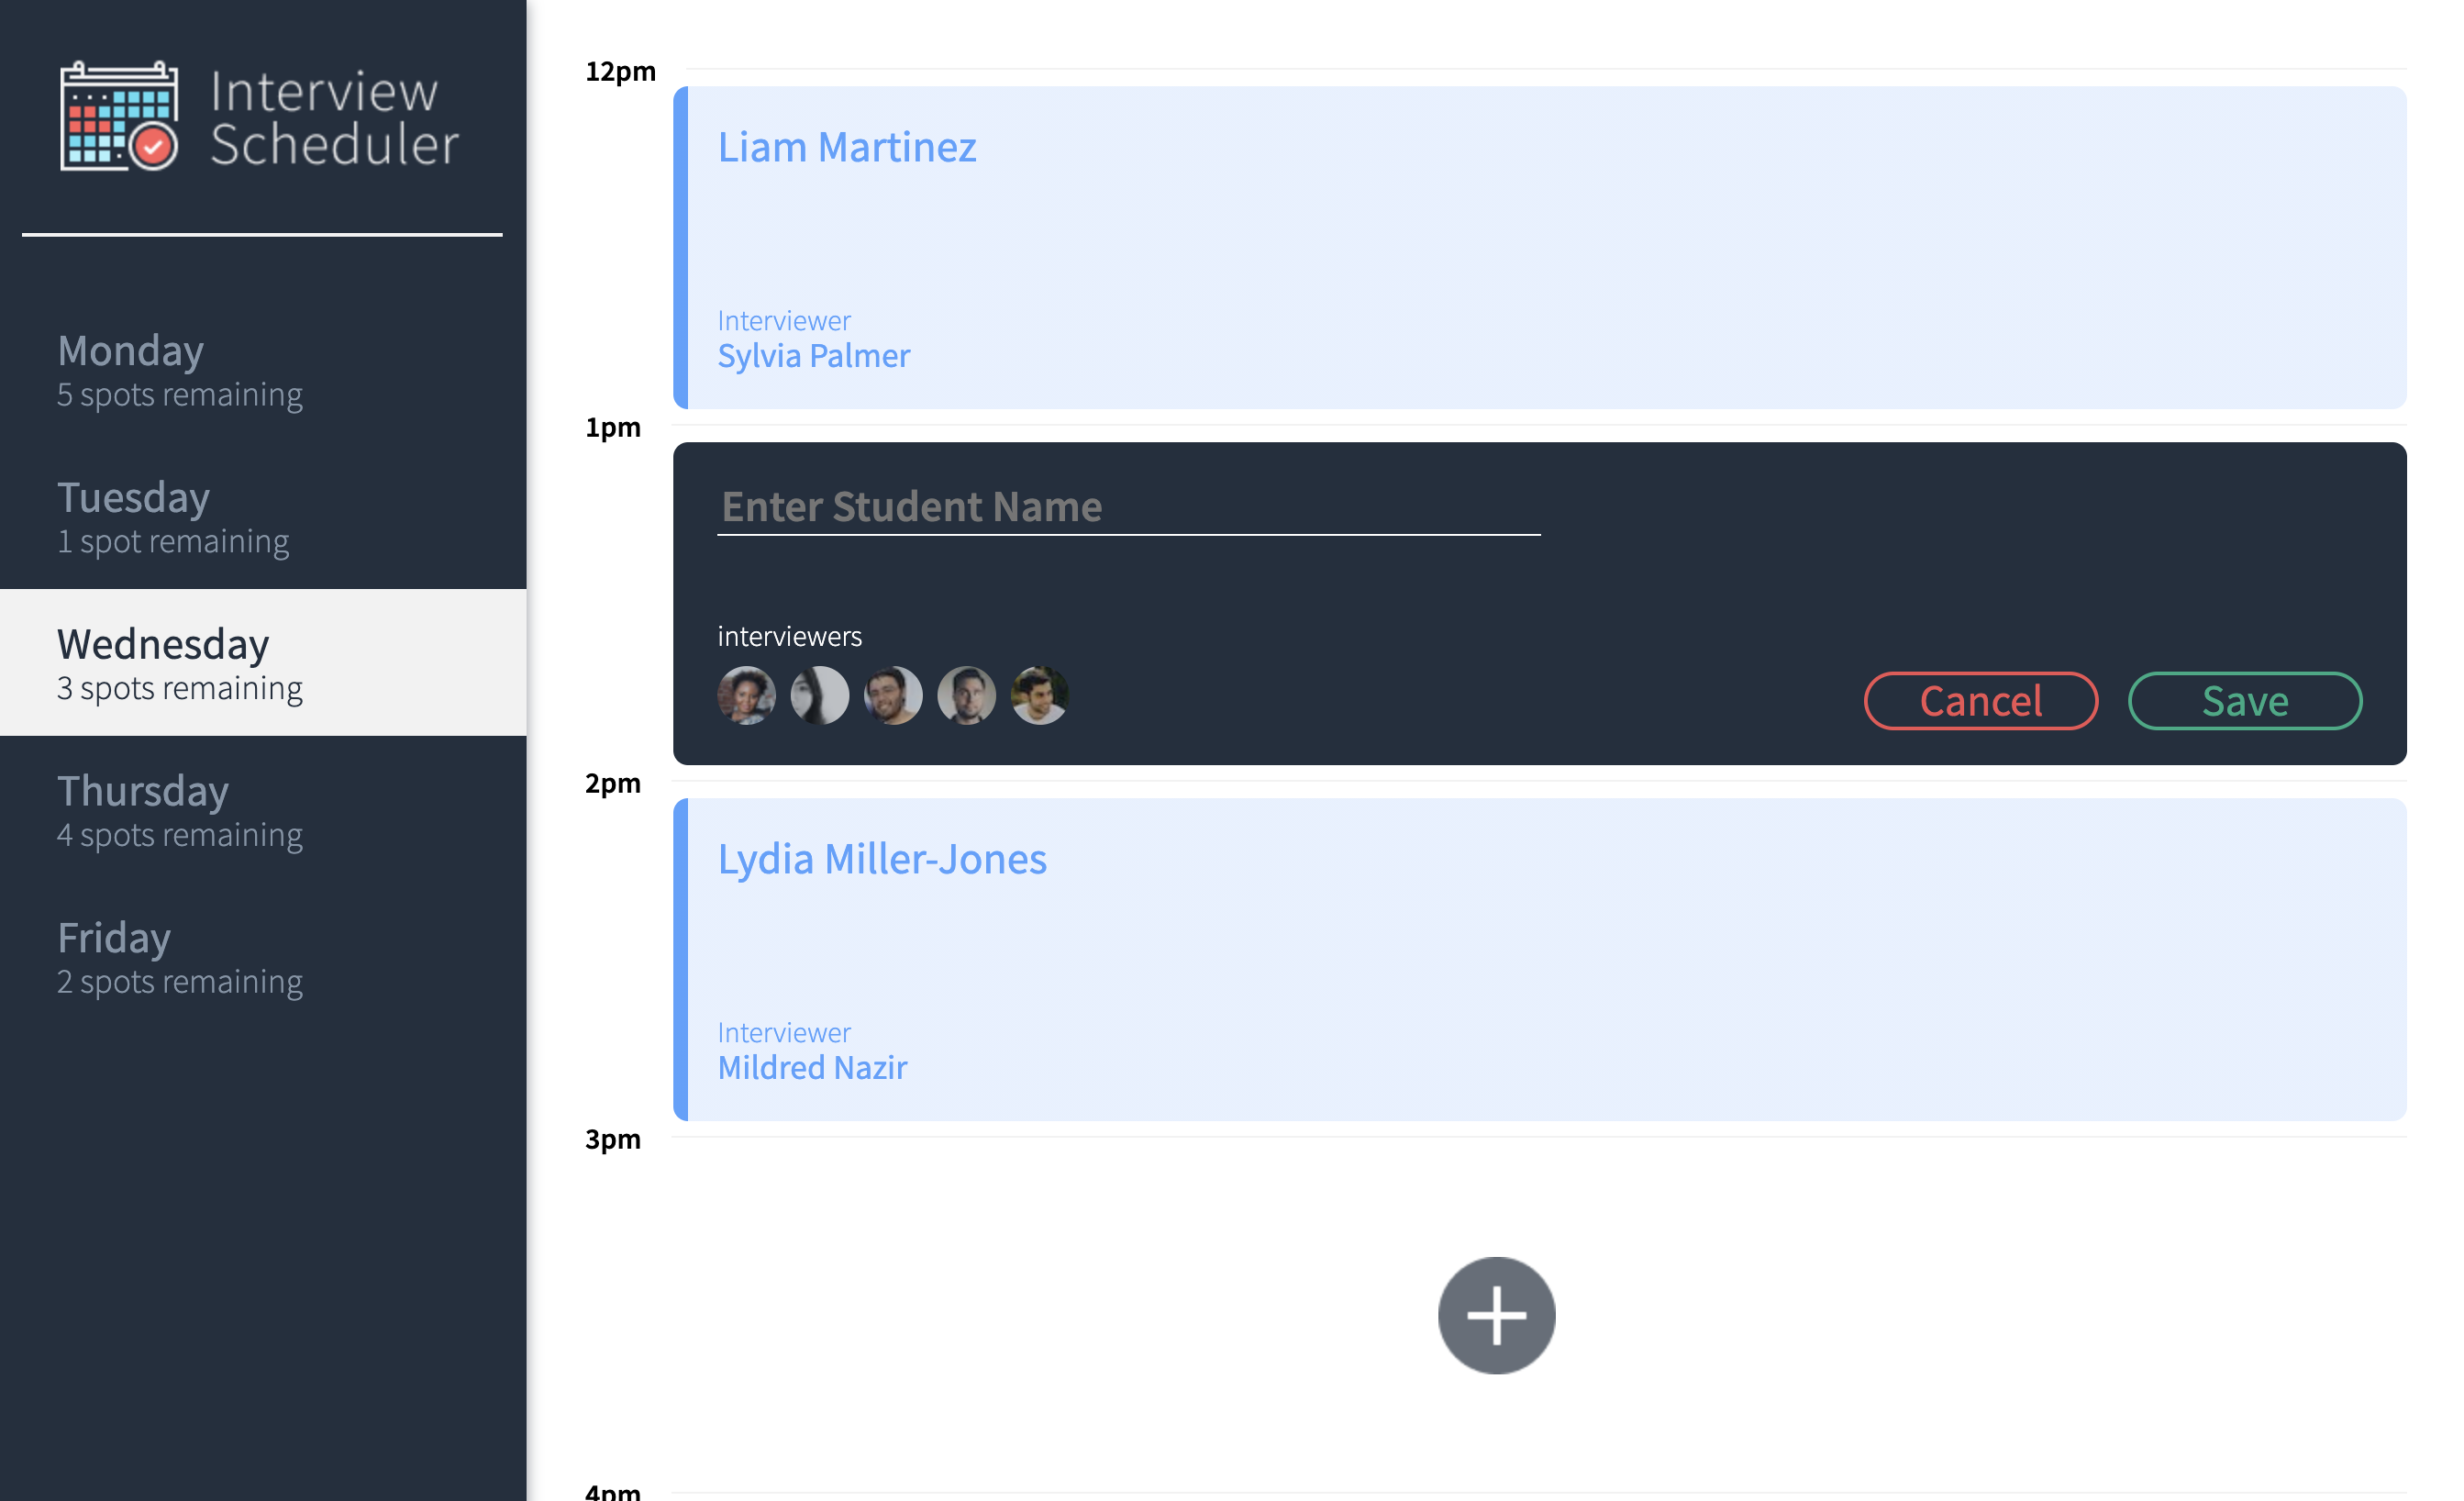 Interview
Scheduler
Monday
5 spots remaining
Tuesday
1 spot remaining
Wednesday
3 spots remaining
Thursday
4 spots remaining
Friday
2 spots remaining
12pm
Liam Martinez
Interviewer
Sylvia Palmer
1pm
Enter Student Name
interviewers
Cancel Save
2pm
Lydia Miller-Jones
Interviewer
Mildred Nazir
3pm
4pm